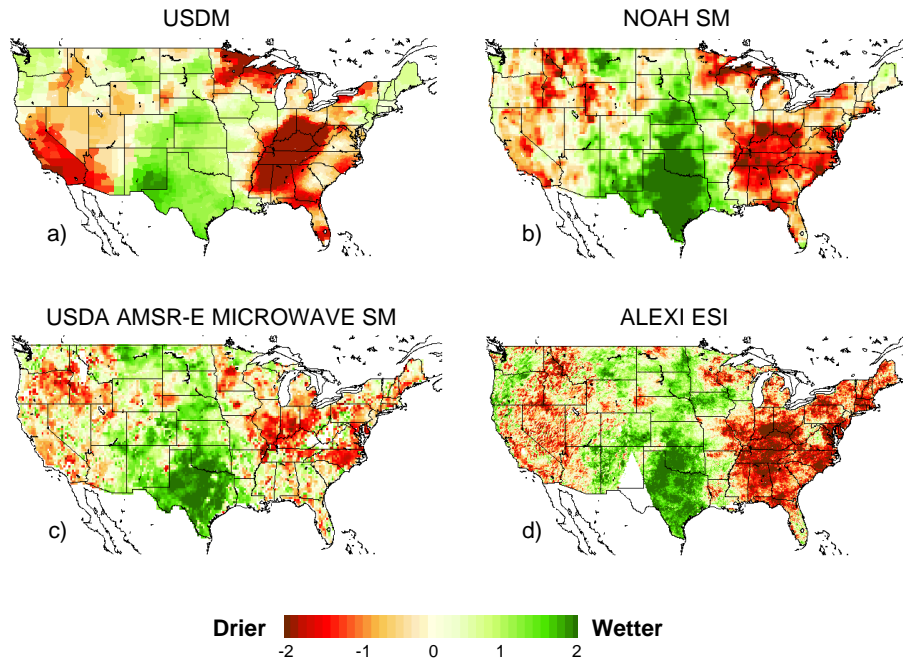 USDM
NOAH SM
a)
b)
USDA AMSR-E MICROWAVE SM
ALEXI ESI
c)
d)
Drier
Wetter
-2 -1 0 1 2